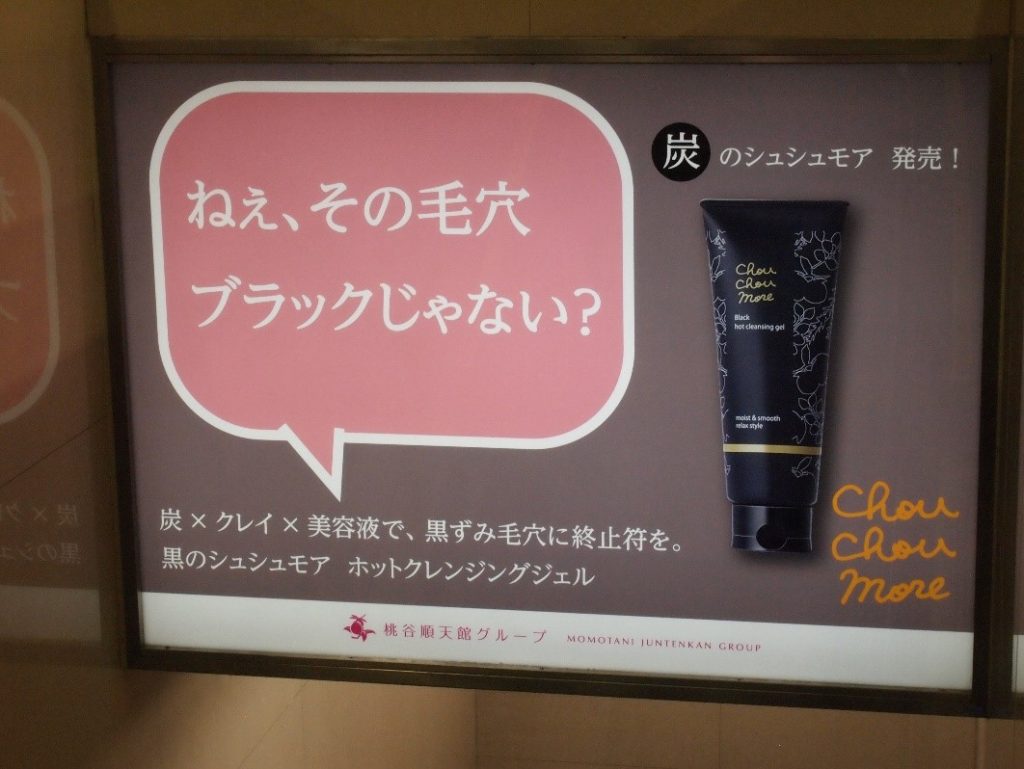 ねぇ、その毛穴
ブラックじゃない?
炭のシュシュモア 発売!
Chou
Chou
more
Black
hot cleansing gel
moist & smooth
relax style
炭×クレイ×美容液で、黒ずみ毛穴に終止符を。
黒のシュシュモア ホットクレンジングジェル
Chou
Chou
more
桃谷順天館グループ MOMOTANI JUNTENKAN GROUP